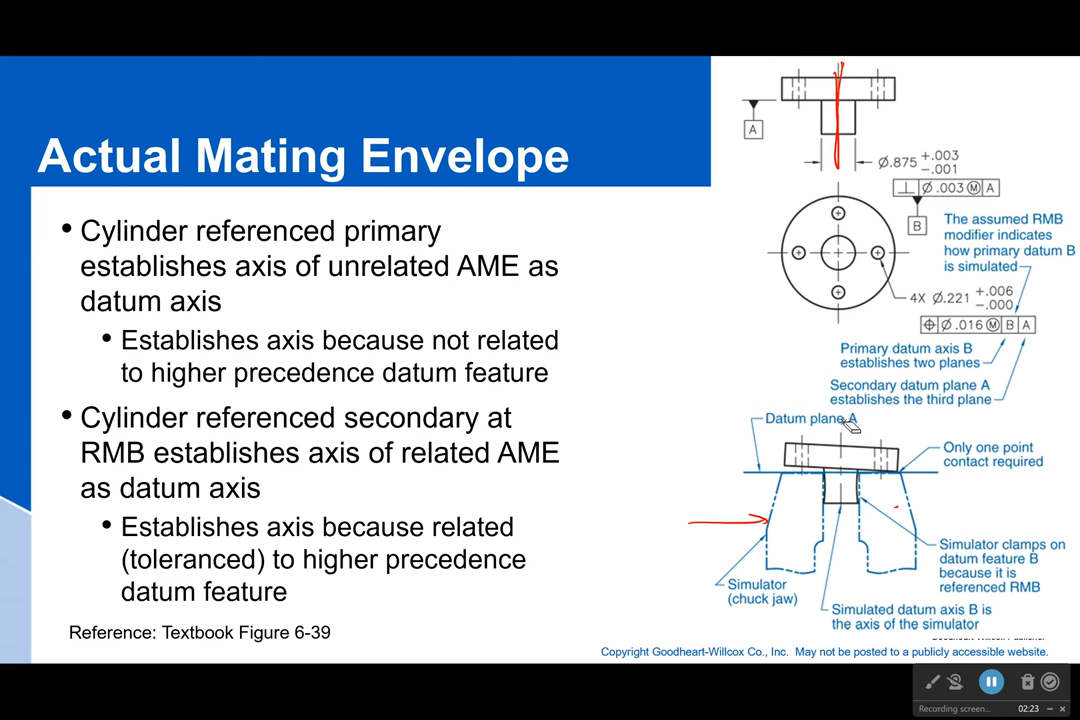 Actual Mating Envelope
• Cylinder referenced primary
establishes axis of unrelated AME as
datum axis
• Establishes axis because not related
to higher precedence datum feature
• Cylinder referenced secondary at
RMB establishes axis of related AME
as datum axis
• Establishes axis because related
(toleranced) to higher precedence
datum feature
Reference: Textbook Figure 6-39
A
Ø.875 +.003
-.001
⊥ Ø.003 Ⓜ A
B
The assumed RMB
modifier indicates
how primary datum B
is simulated
4X Ø.221 +.006
-.000
⌖ Ø.016 Ⓜ B A
Primary datum axis B
establishes two planes
Secondary datum plane A
establishes the third plane
Datum plane A
Only one point
contact required
Simulator clamps on
datum feature B
because it is
referenced RMB
Simulator
(chuck jaw)
Simulated datum axis B is
the axis of the simulator
Copyright Goodheart-Willcox Co., Inc. May not be posted to a publicly accessible website.
Recording screen... 02:23